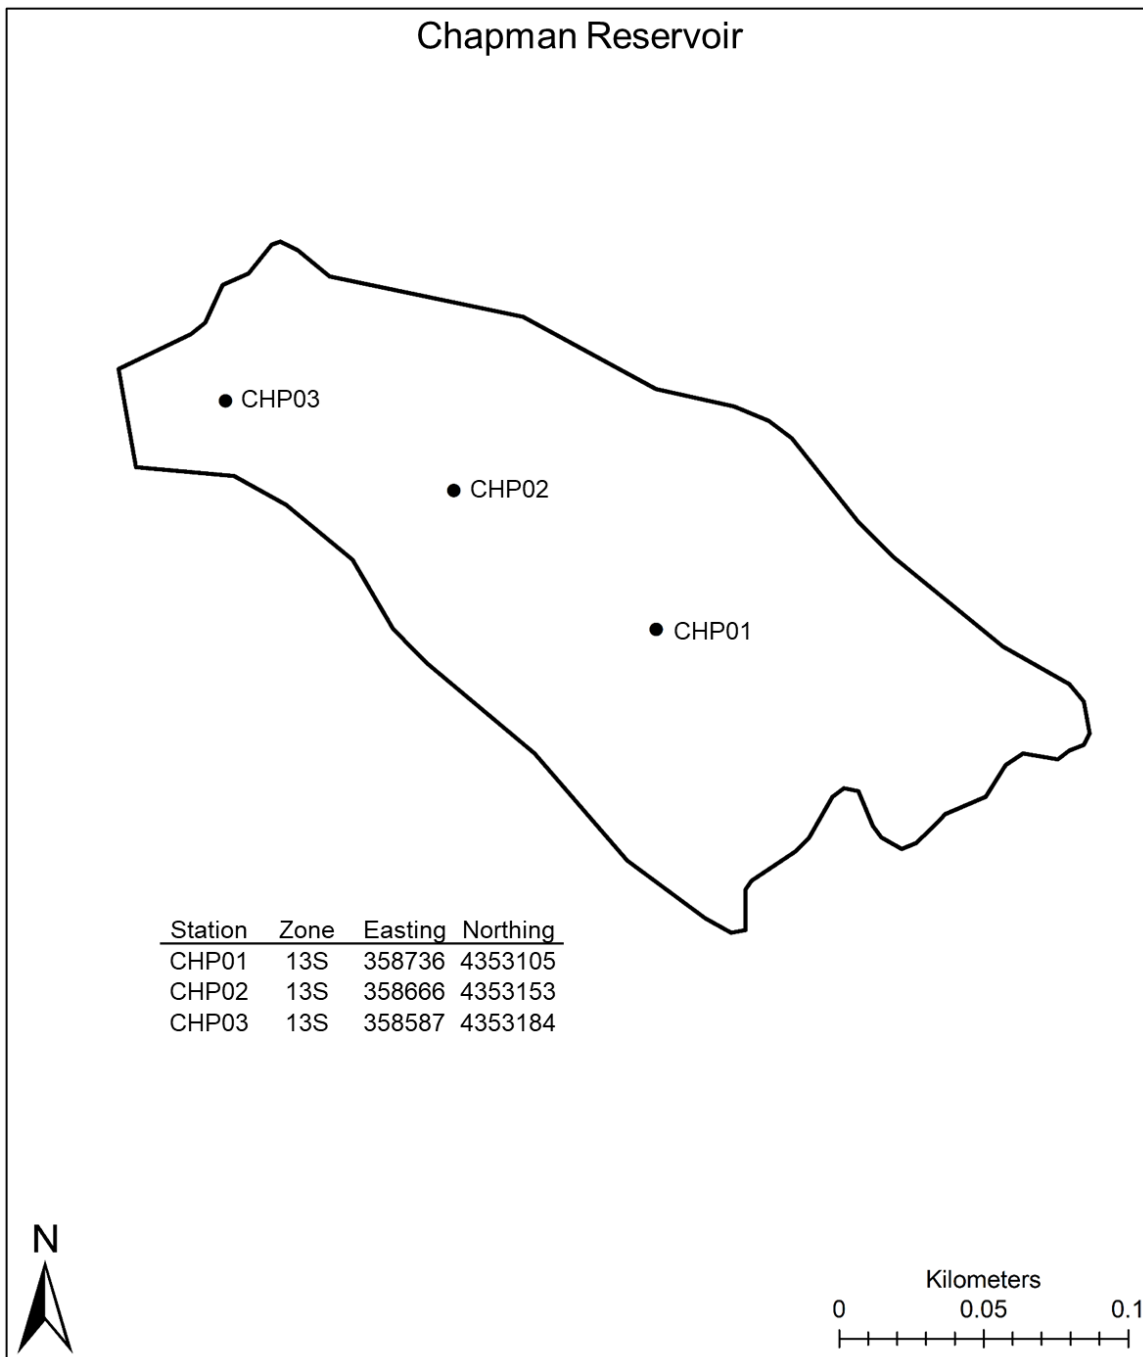 Chapman Reservoir
CHP03
CHP02
CHP01
Station Zone Easting Northing
CHP01 13S 358736 4353105
CHP02 13S 358666 4353153
CHP03 13S 358587 4353184
N
Kilometers
0 0.05 0.1